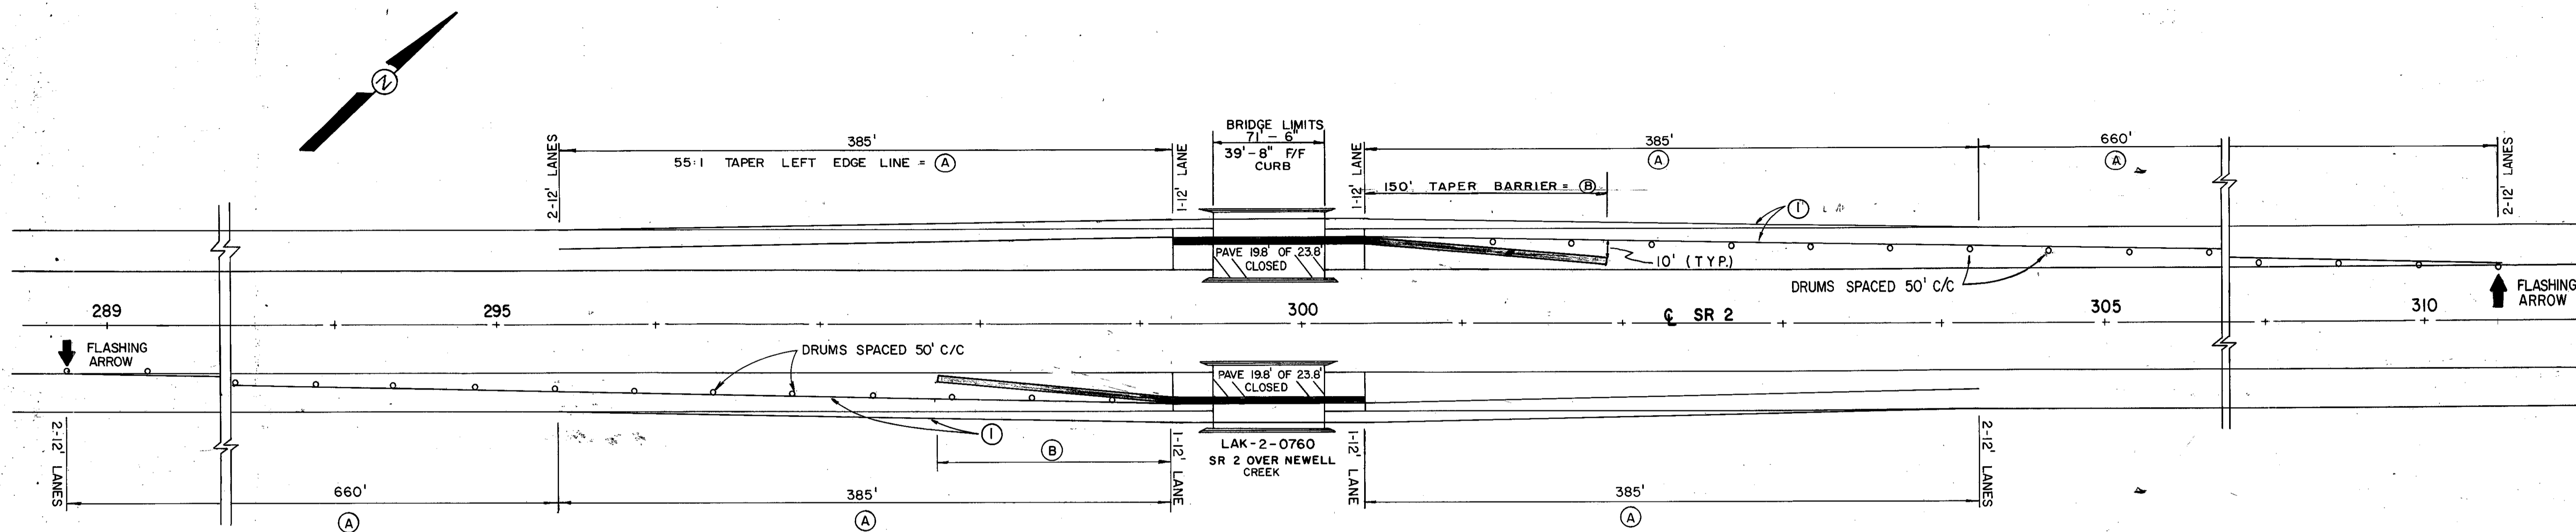 N
2-12' LANES
385'
55:1 TAPER LEFT EDGE LINE = A
1-12' LANE
BRIDGE LIMITS
71'-6"
39'-8" F/F
CURB
1-12' LANE
385'
A
150' TAPER BARRIER = B
660'
A
2-12' LANES
1
PAVE 19.8' OF 23.8'
CLOSED
10' (TYP.)
DRUMS SPACED 50' C/C
FLASHING
ARROW
289
295
300
℄ SR 2
305
310
FLASHING
ARROW
DRUMS SPACED 50' C/C
PAVE 19.8' OF 23.8'
CLOSED
1
2-12' LANES
B
1-12' LANE
LAK-2-0760
SR 2 OVER NEWELL
CREEK
1-12' LANE
2-12' LANES
660'
A
385'
A
385'
A